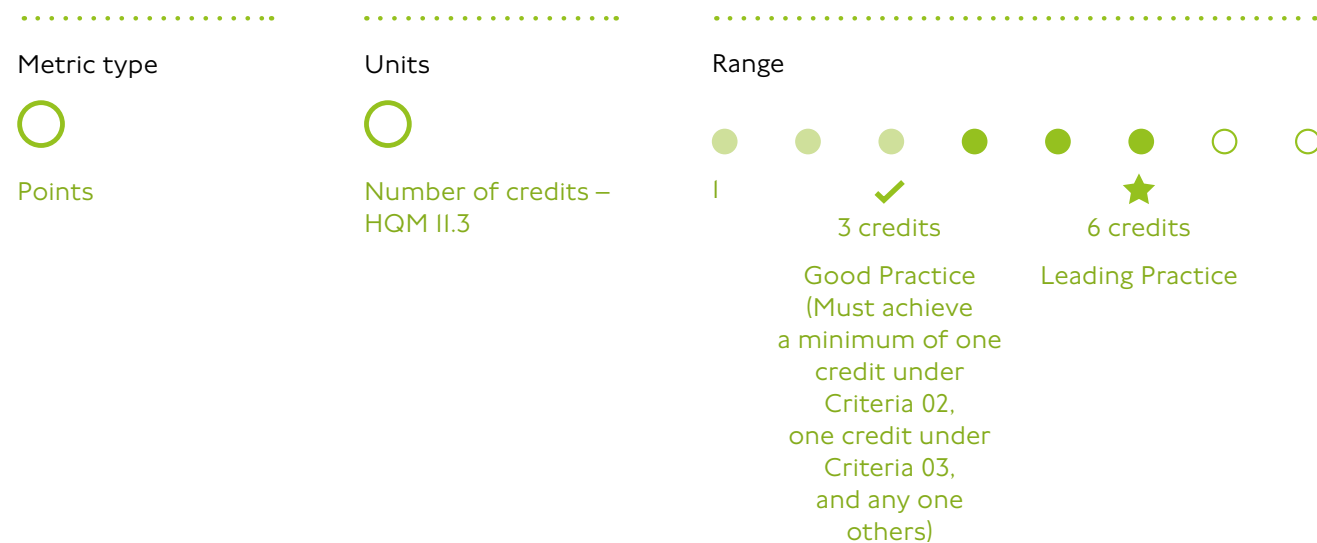 Metric type
Units
Range
Points
Number of credits –
HQM 11.3
1
3 credits
6 credits
Good Practice
(Must achieve
a minimum of one
credit under
Criteria 02,
one credit under
Criteria 03,
and any one
others)
Leading Practice